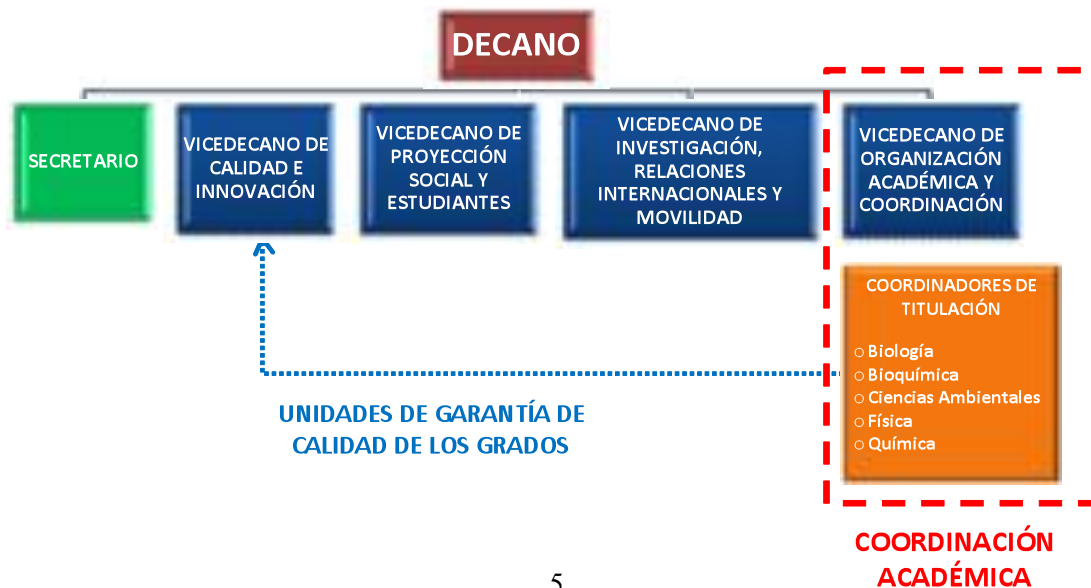 DECANO
SECRETARIO
VICEDECANO DE
CALIDAD E
INNOVACIÓN
VICEDECANO DE
PROYECCIÓN
SOCIAL Y
ESTUDIANTES
VICEDECANO DE
INVESTIGACIÓN,
RELACIONES
INTERNACIONALES Y
MOVILIDAD
VICEDECANO DE
ORGANIZACIÓN
ACADÉMICA Y
COORDINACIÓN
COORDINADORES DE
TITULACIÓN
○ Biología
○ Bioquímica
○ Ciencias Ambientales
○ Física
○ Química
UNIDADES DE GARANTÍA DE
CALIDAD DE LOS GRADOS
COORDINACIÓN
ACADÉMICA
5